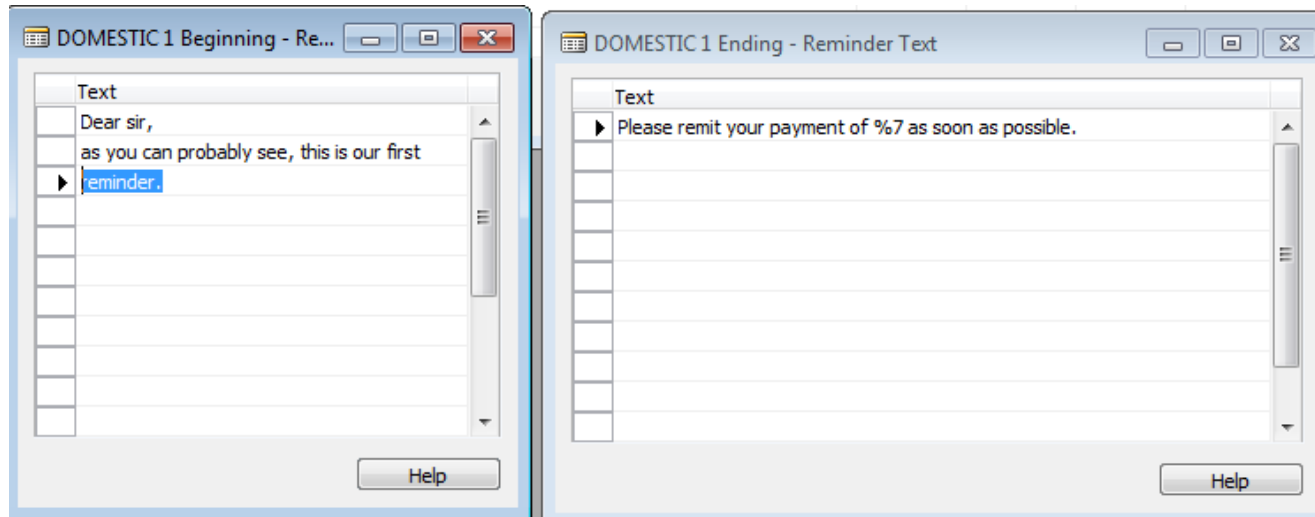 DOMESTIC 1 Beginning - Re...
Text
Dear sir,
as you can probably see, this is our first
reminder.
Help
DOMESTIC 1 Ending - Reminder Text
Text
Please remit your payment of %7 as soon as possible.
Help